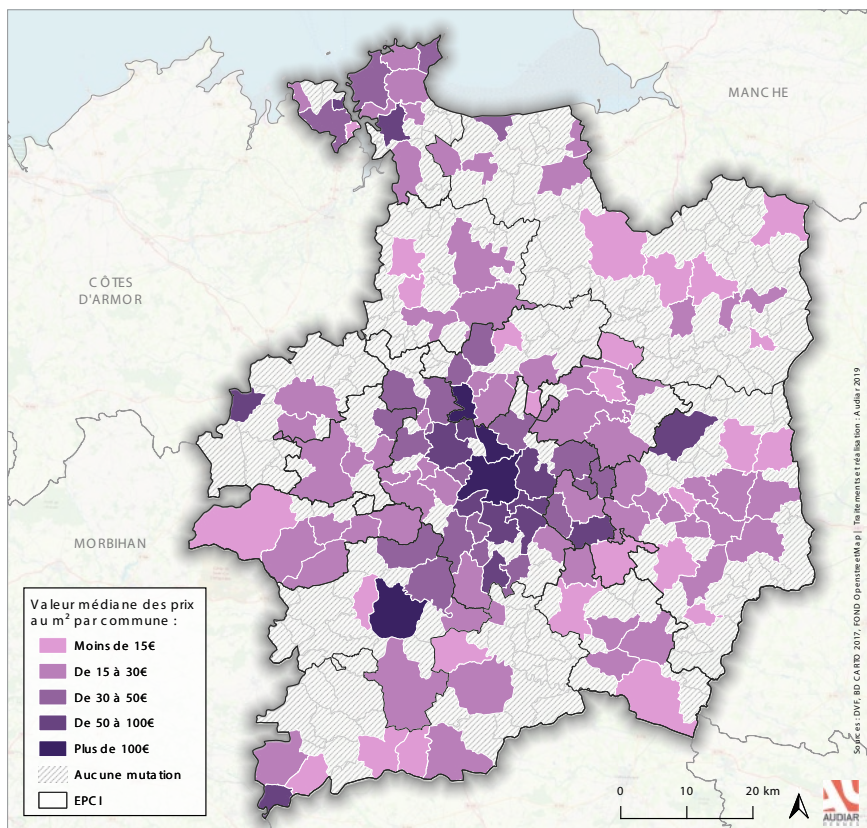 MANCHE
CÔTES
D'ARMOR
MORBIHAN
Valeur médiane des prix
au m² par commune :
Moins de 15€
De 15 à 30€
De 30 à 50€
De 50 à 100€
Plus de 100€
Aucune mutation
EPCI
0 10 20 km
Sources : DVF, BD CARTO 2017, FOND OpenstreetMap | Traitements et réalisation : Audiar 2019
AUDIAR
RENNES